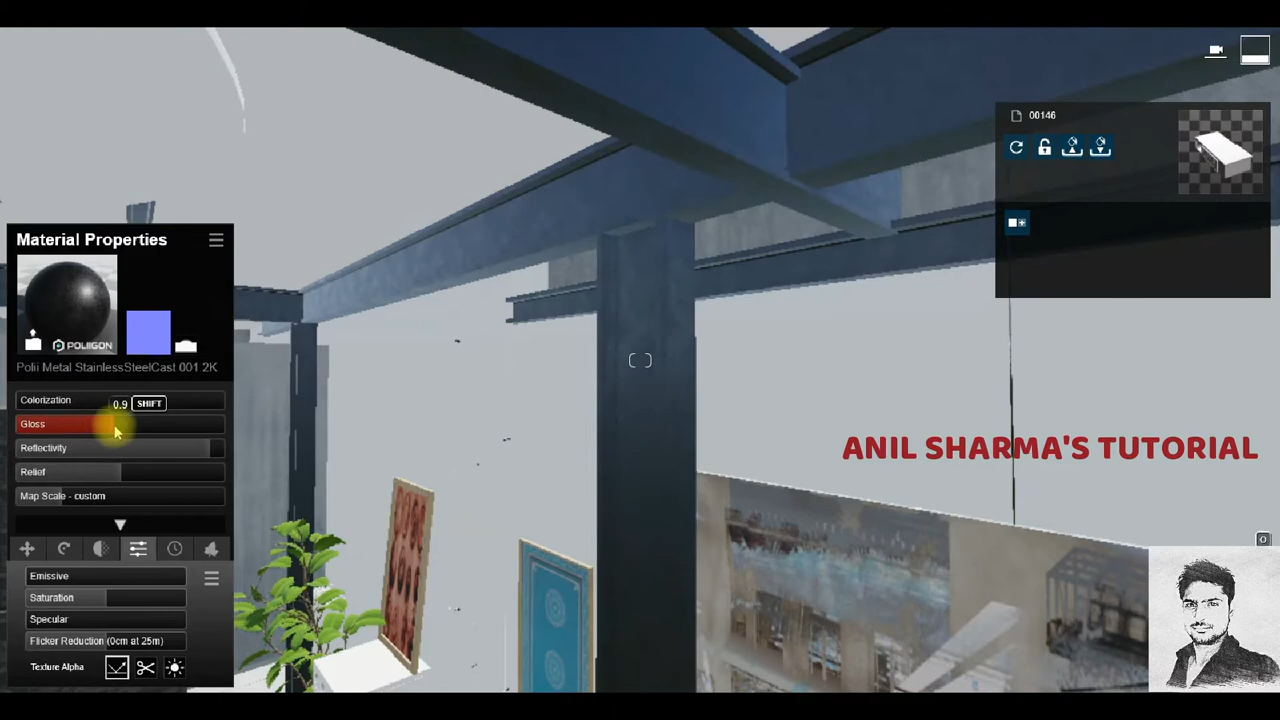 00146
Material Properties
POLIIGON
Polii Metal StainlessSteelCast 001 2K
Colorization
0.9 SHIFT
Gloss
Reflectivity
Relief
Map Scale - custom
Emissive
Saturation
Specular
Flicker Reduction (0cm at 25m)
Texture Alpha
ANIL SHARMA'S TUTORIAL
O